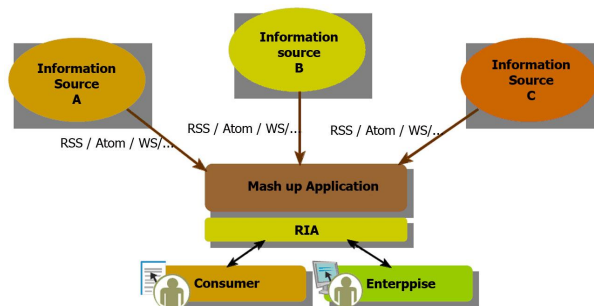 Information
Source
A
Information
source
B
Information
Source
C
RSS / Atom / WS/...
RSS / Atom / WS/...
RSS / Atom / WS/...
Mash up Application
RIA
Consumer
Enterppise